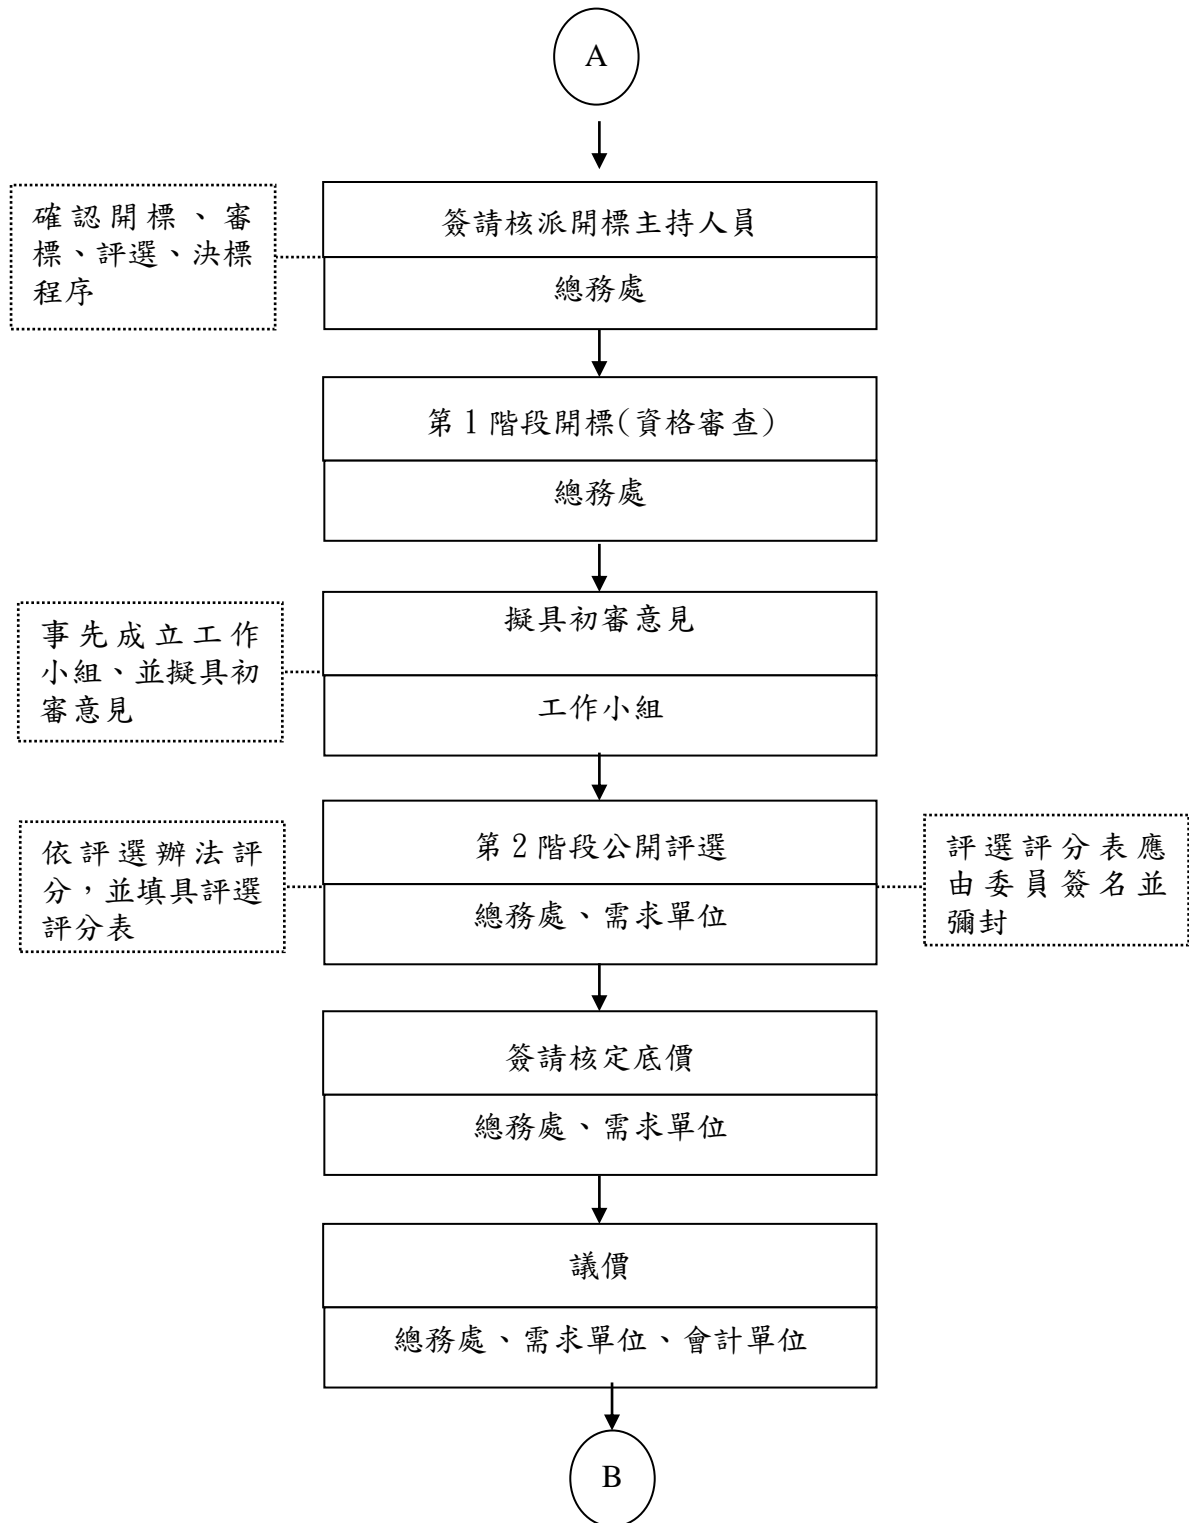 A
確認開標、審
標、評選、決標
程序
簽請核派開標主持人員
總務處
第1階段開標(資格審查)
總務處
事先成立工作
小組、並擬具初
審意見
擬具初審意見
工作小組
依評選辦法評
分，並填具評選
評分表
第2階段公開評選
總務處、需求單位
評選評分表應
由委員簽名並
彌封
簽請核定底價
總務處、需求單位
議價
總務處、需求單位、會計單位
B